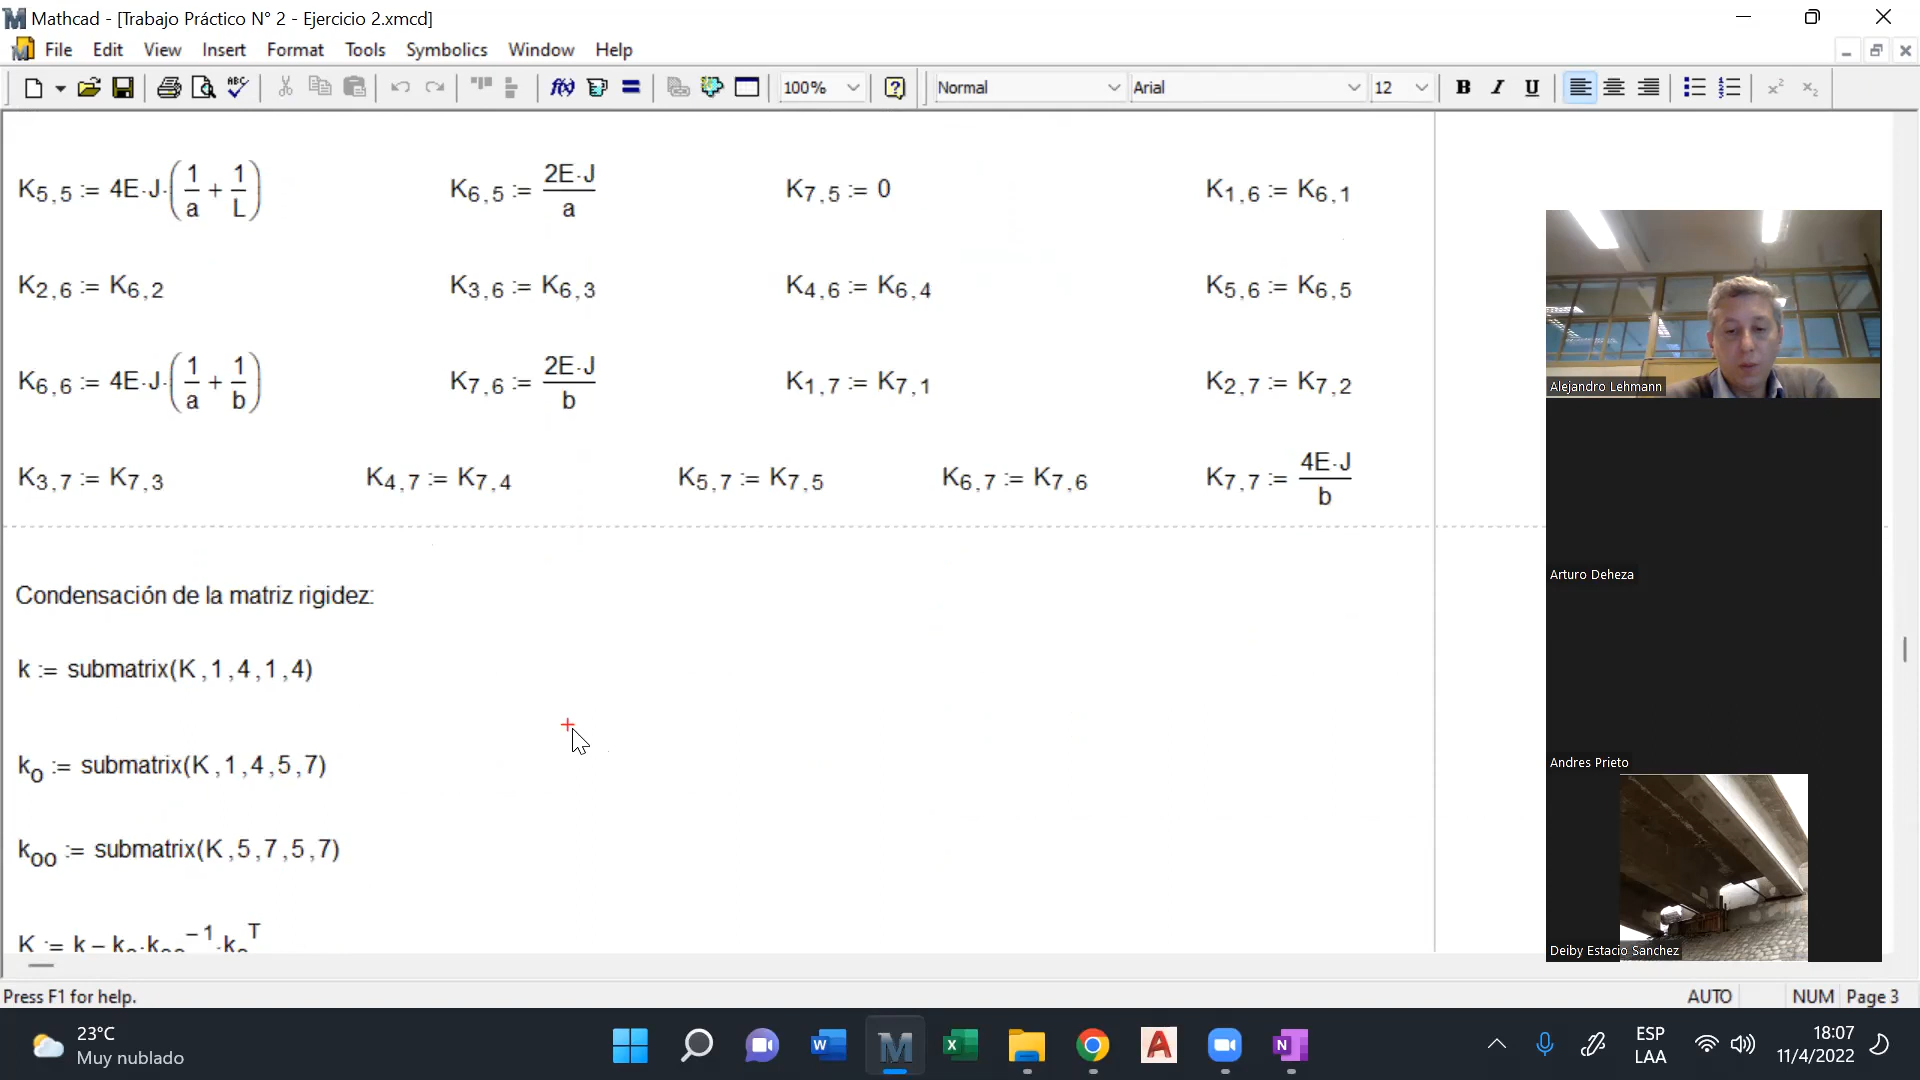 Mathcad - [Trabajo Práctico N° 2 - Ejercicio 2.xmcd]
File Edit View Insert Format Tools Symbolics Window Help
100% Normal Arial 12 B I U
K5,5 := 4E·J·(1/a + 1/L) K6,5 := 2E·J/a K7,5 := 0 K1,6 := K6,1
K2,6 := K6,2 K3,6 := K6,3 K4,6 := K6,4 K5,6 := K6,5
K6,6 := 4E·J·(1/a + 1/b) K7,6 := 2E·J/b K1,7 := K7,1 K2,7 := K7,2
K3,7 := K7,3 K4,7 := K7,4 K5,7 := K7,5 K6,7 := K7,6 K7,7 := 4E·J/b
Condensación de la matriz rigidez:
k := submatrix(K,1,4,1,4)
ko := submatrix(K,1,4,5,7)
koo := submatrix(K,5,7,5,7)
K := k - ko·koo^-1·ko^T
Alejandro Lehmann
Arturo Deheza
Andres Prieto
Deiby Estacio Sanchez
Press F1 for help. AUTO NUM Page 3
23°C
Muy nublado
ESP
LAA
18:07
11/4/2022